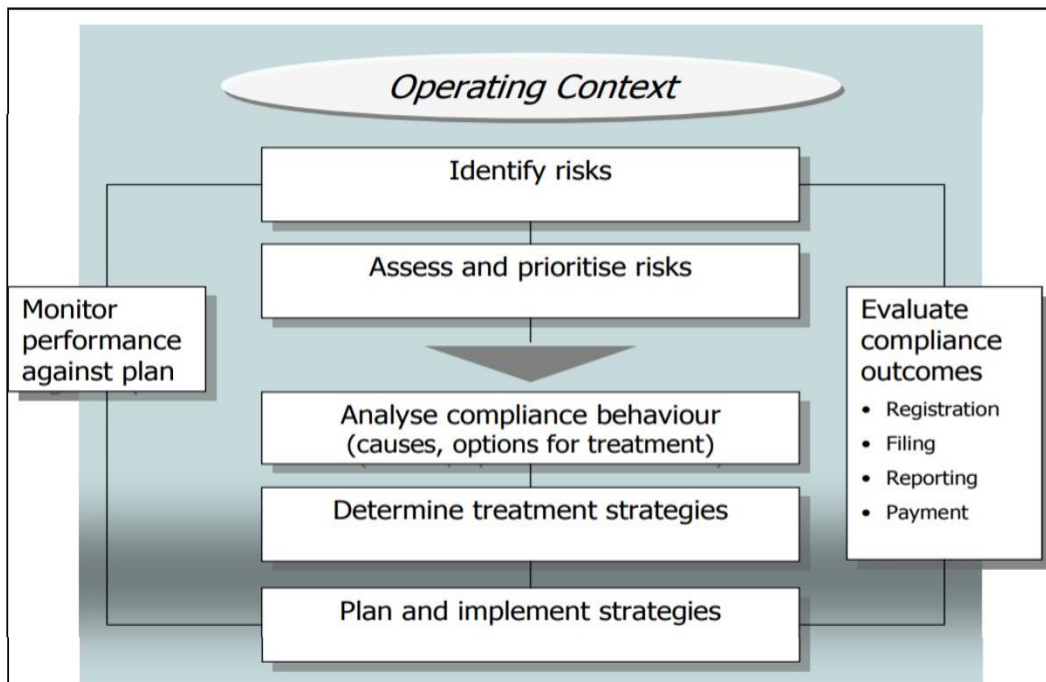 Operating Context
Identify risks
Assess and prioritise risks
Monitor
performance
against plan
Evaluate
compliance
outcomes
• Registration
• Filing
• Reporting
• Payment
Analyse compliance behaviour
(causes, options for treatment)
Determine treatment strategies
Plan and implement strategies